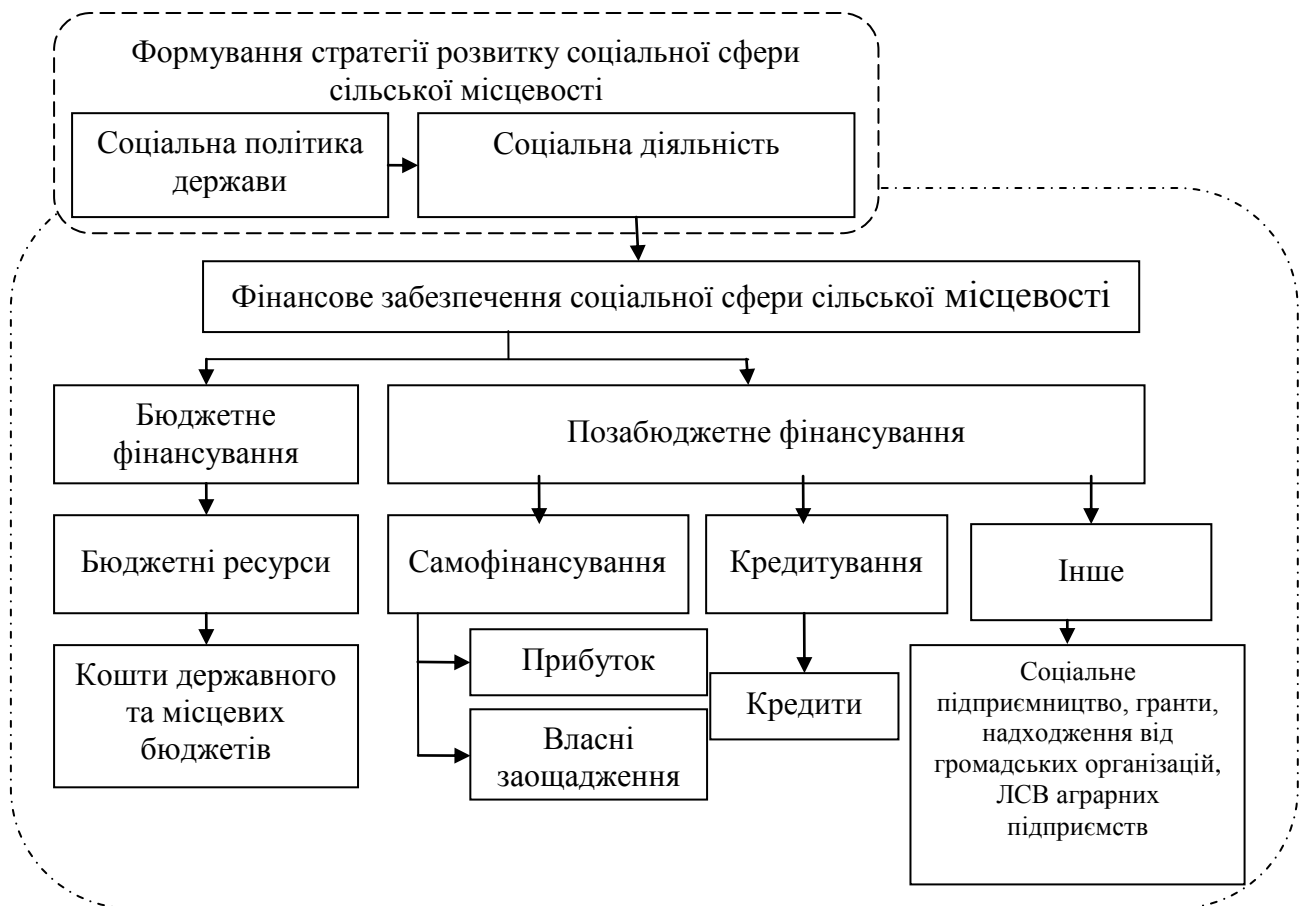 Формування стратегії розвитку соціальної сфери
сільської місцевості
Соціальна політика
держави
Соціальна діяльність
Фінансове забезпечення соціальної сфери сільської місцевості
Бюджетне
фінансування
Позабюджетне фінансування
Бюджетні ресурси
Самофінансування
Кредитування
Інше
Кошти державного
та місцевих
бюджетів
Прибуток
Власні
заощадження
Кредити
Соціальне
підприємництво, гранти,
надходження від
громадських організацій,
ЛСВ аграрних
підприємств